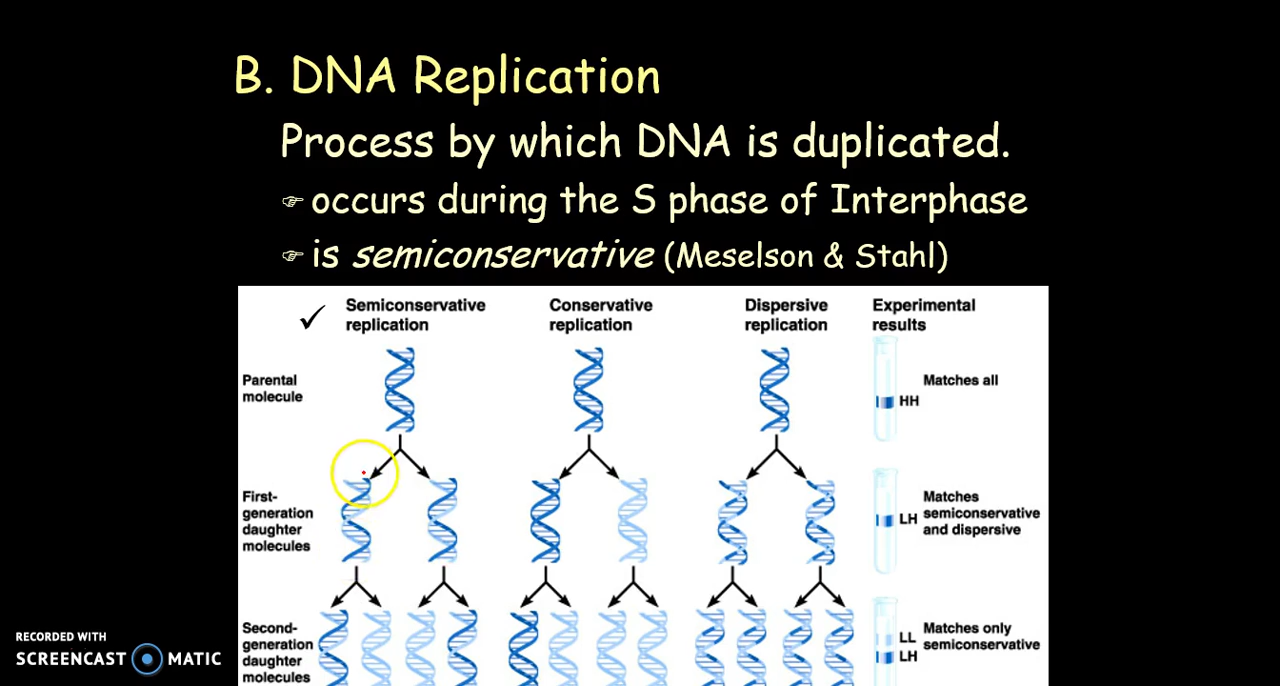 B. DNA Replication
Process by which DNA is duplicated.
☞ occurs during the S phase of Interphase
☞ is semiconservative (Meselson & Stahl)
✓
Semiconservative
replication
Conservative
replication
Dispersive
replication
Experimental
results
Parental
molecule
Matches all
HH
First-
generation
daughter
molecules
Matches
semiconservative
and dispersive
LH
Second-
generation
daughter
molecules
LL
LH
Matches only
semiconservative
RECORDED WITH
SCREENCAST MATIC